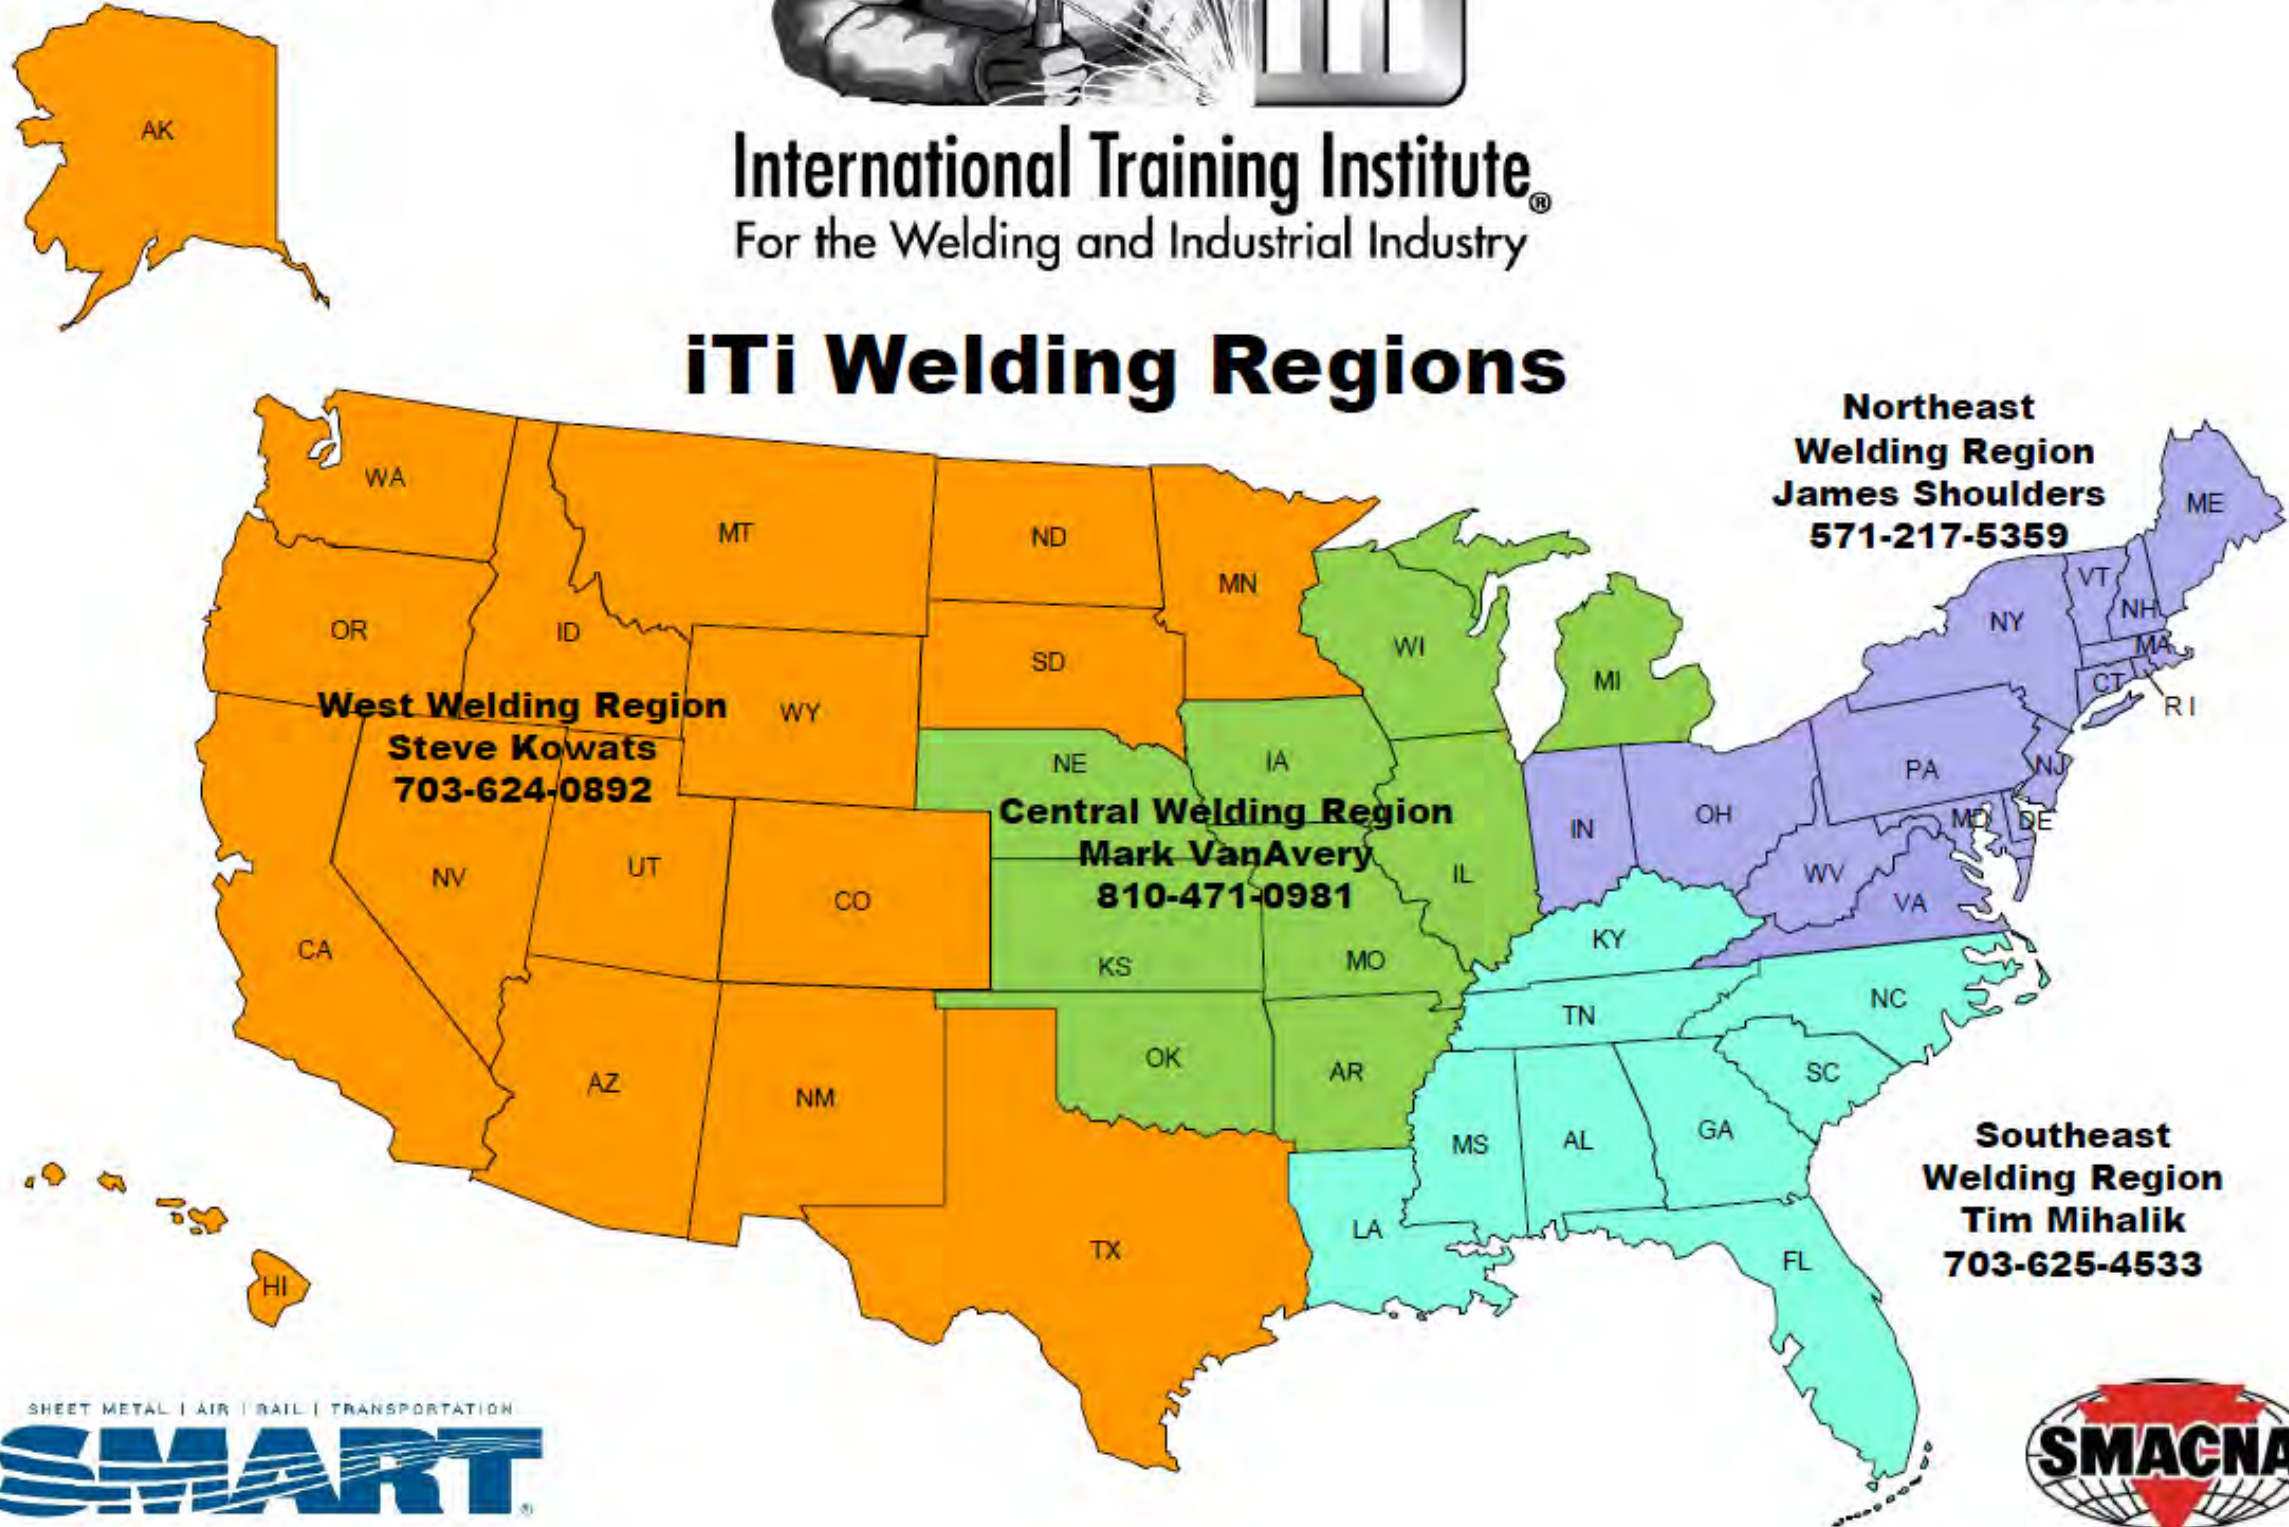 AK
International Training Institute®
For the Welding and Industrial Industry
iTi Welding Regions
Northeast
Welding Region
James Shoulders
571-217-5359
ME
WA
MT
ND
MN
VT
NH
OR
ID
SD
WI
MI
NY
MA
CT
RI
West Welding Region
Steve Kowats
703-624-0892
WY
NE
IA
PA
NJ
Central Welding Region
Mark VanAvery
810-471-0981
IN
OH
MD
DE
NV
UT
CO
IL
WV
VA
CA
KS
MO
KY
NC
TN
AZ
NM
OK
AR
SC
MS
AL
GA
Southeast
Welding Region
Tim Mihalik
703-625-4533
LA
TX
FL
HI
SHEET METAL | AIR | RAIL | TRANSPORTATION
SMART®
SMACNA